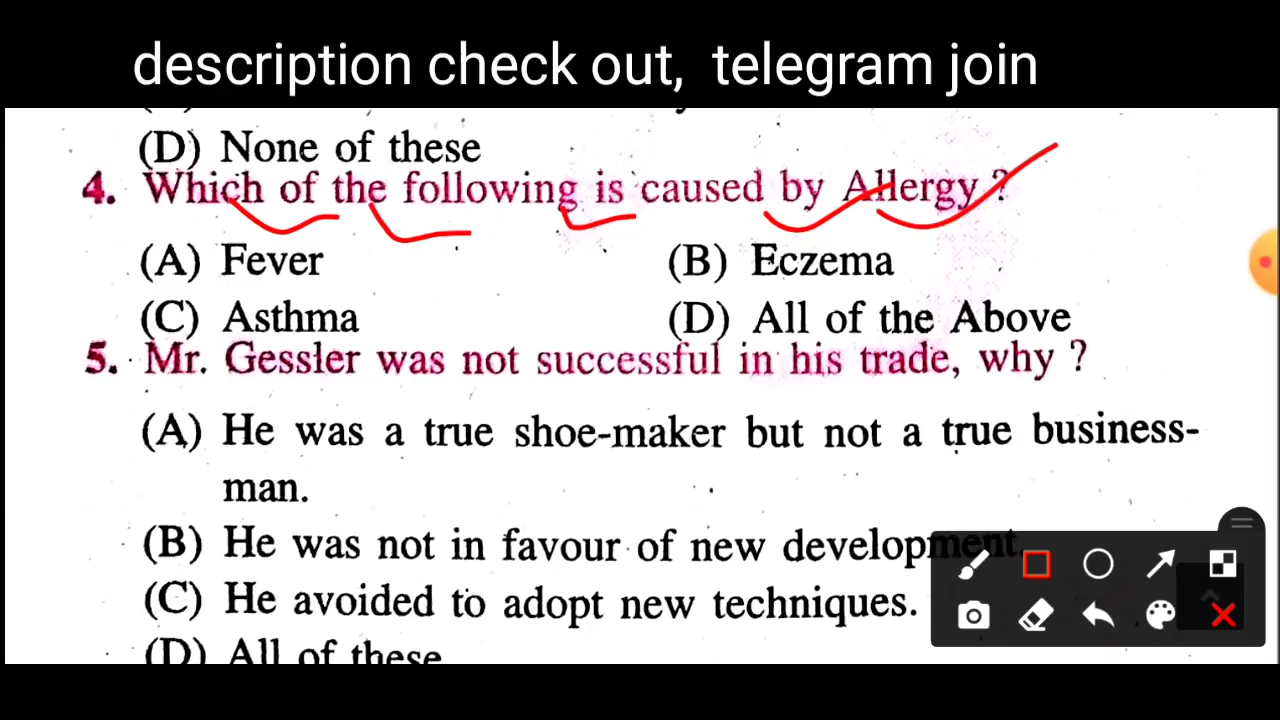 description check out, telegram join
(D) None of these
4. Which of the following is caused by Allergy ?
(A) Fever
(B) Eczema
(C) Asthma
(D) All of the Above
5. Mr. Gessler was not successful in his trade, why ?
(A) He was a true shoe-maker but not a true business-
man.
(B) He was not in favour of new development.
(C) He avoided to adopt new techniques.
(D) All of these